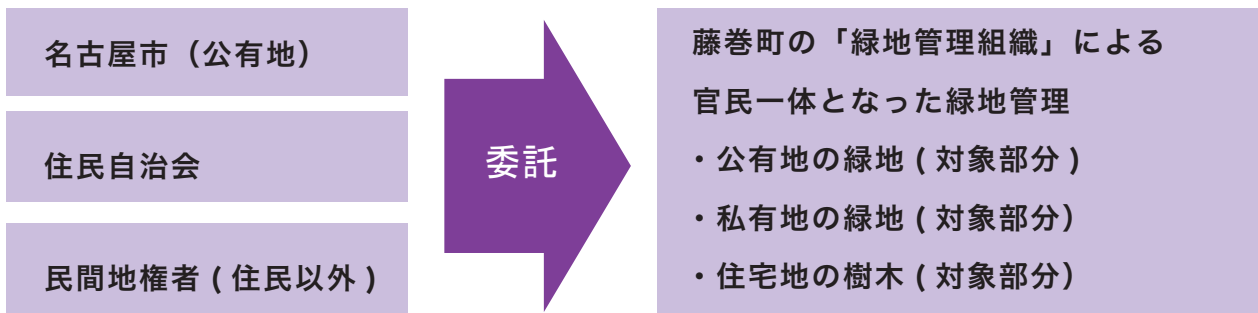 名古屋市（公有地）
住民自治会
民間地権者 ( 住民以外 )
委託
藤巻町の「緑地管理組織」による
官民一体となった緑地管理
・公有地の緑地 ( 対象部分 )
・私有地の緑地 ( 対象部分）
・住宅地の樹木 ( 対象部分）